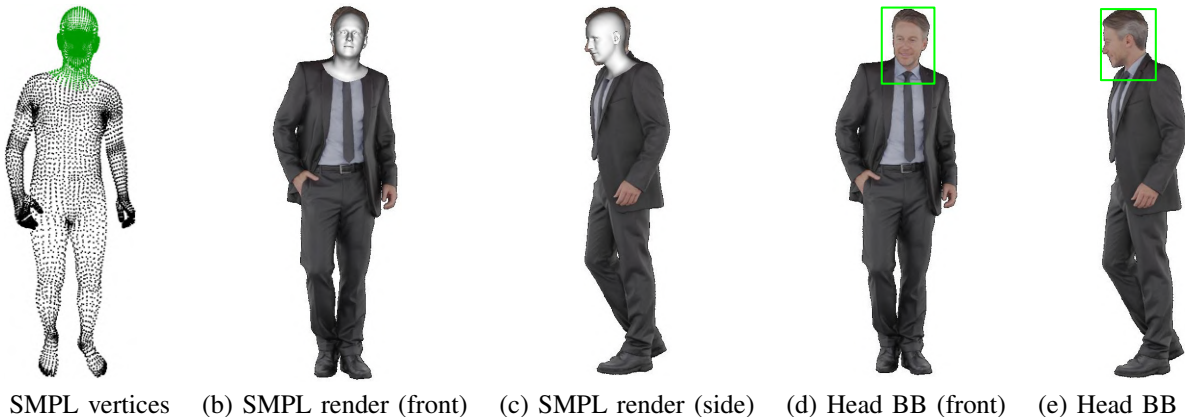 SMPL vertices (b) SMPL render (front) (c) SMPL render (side) (d) Head BB (front) (e) Head BB